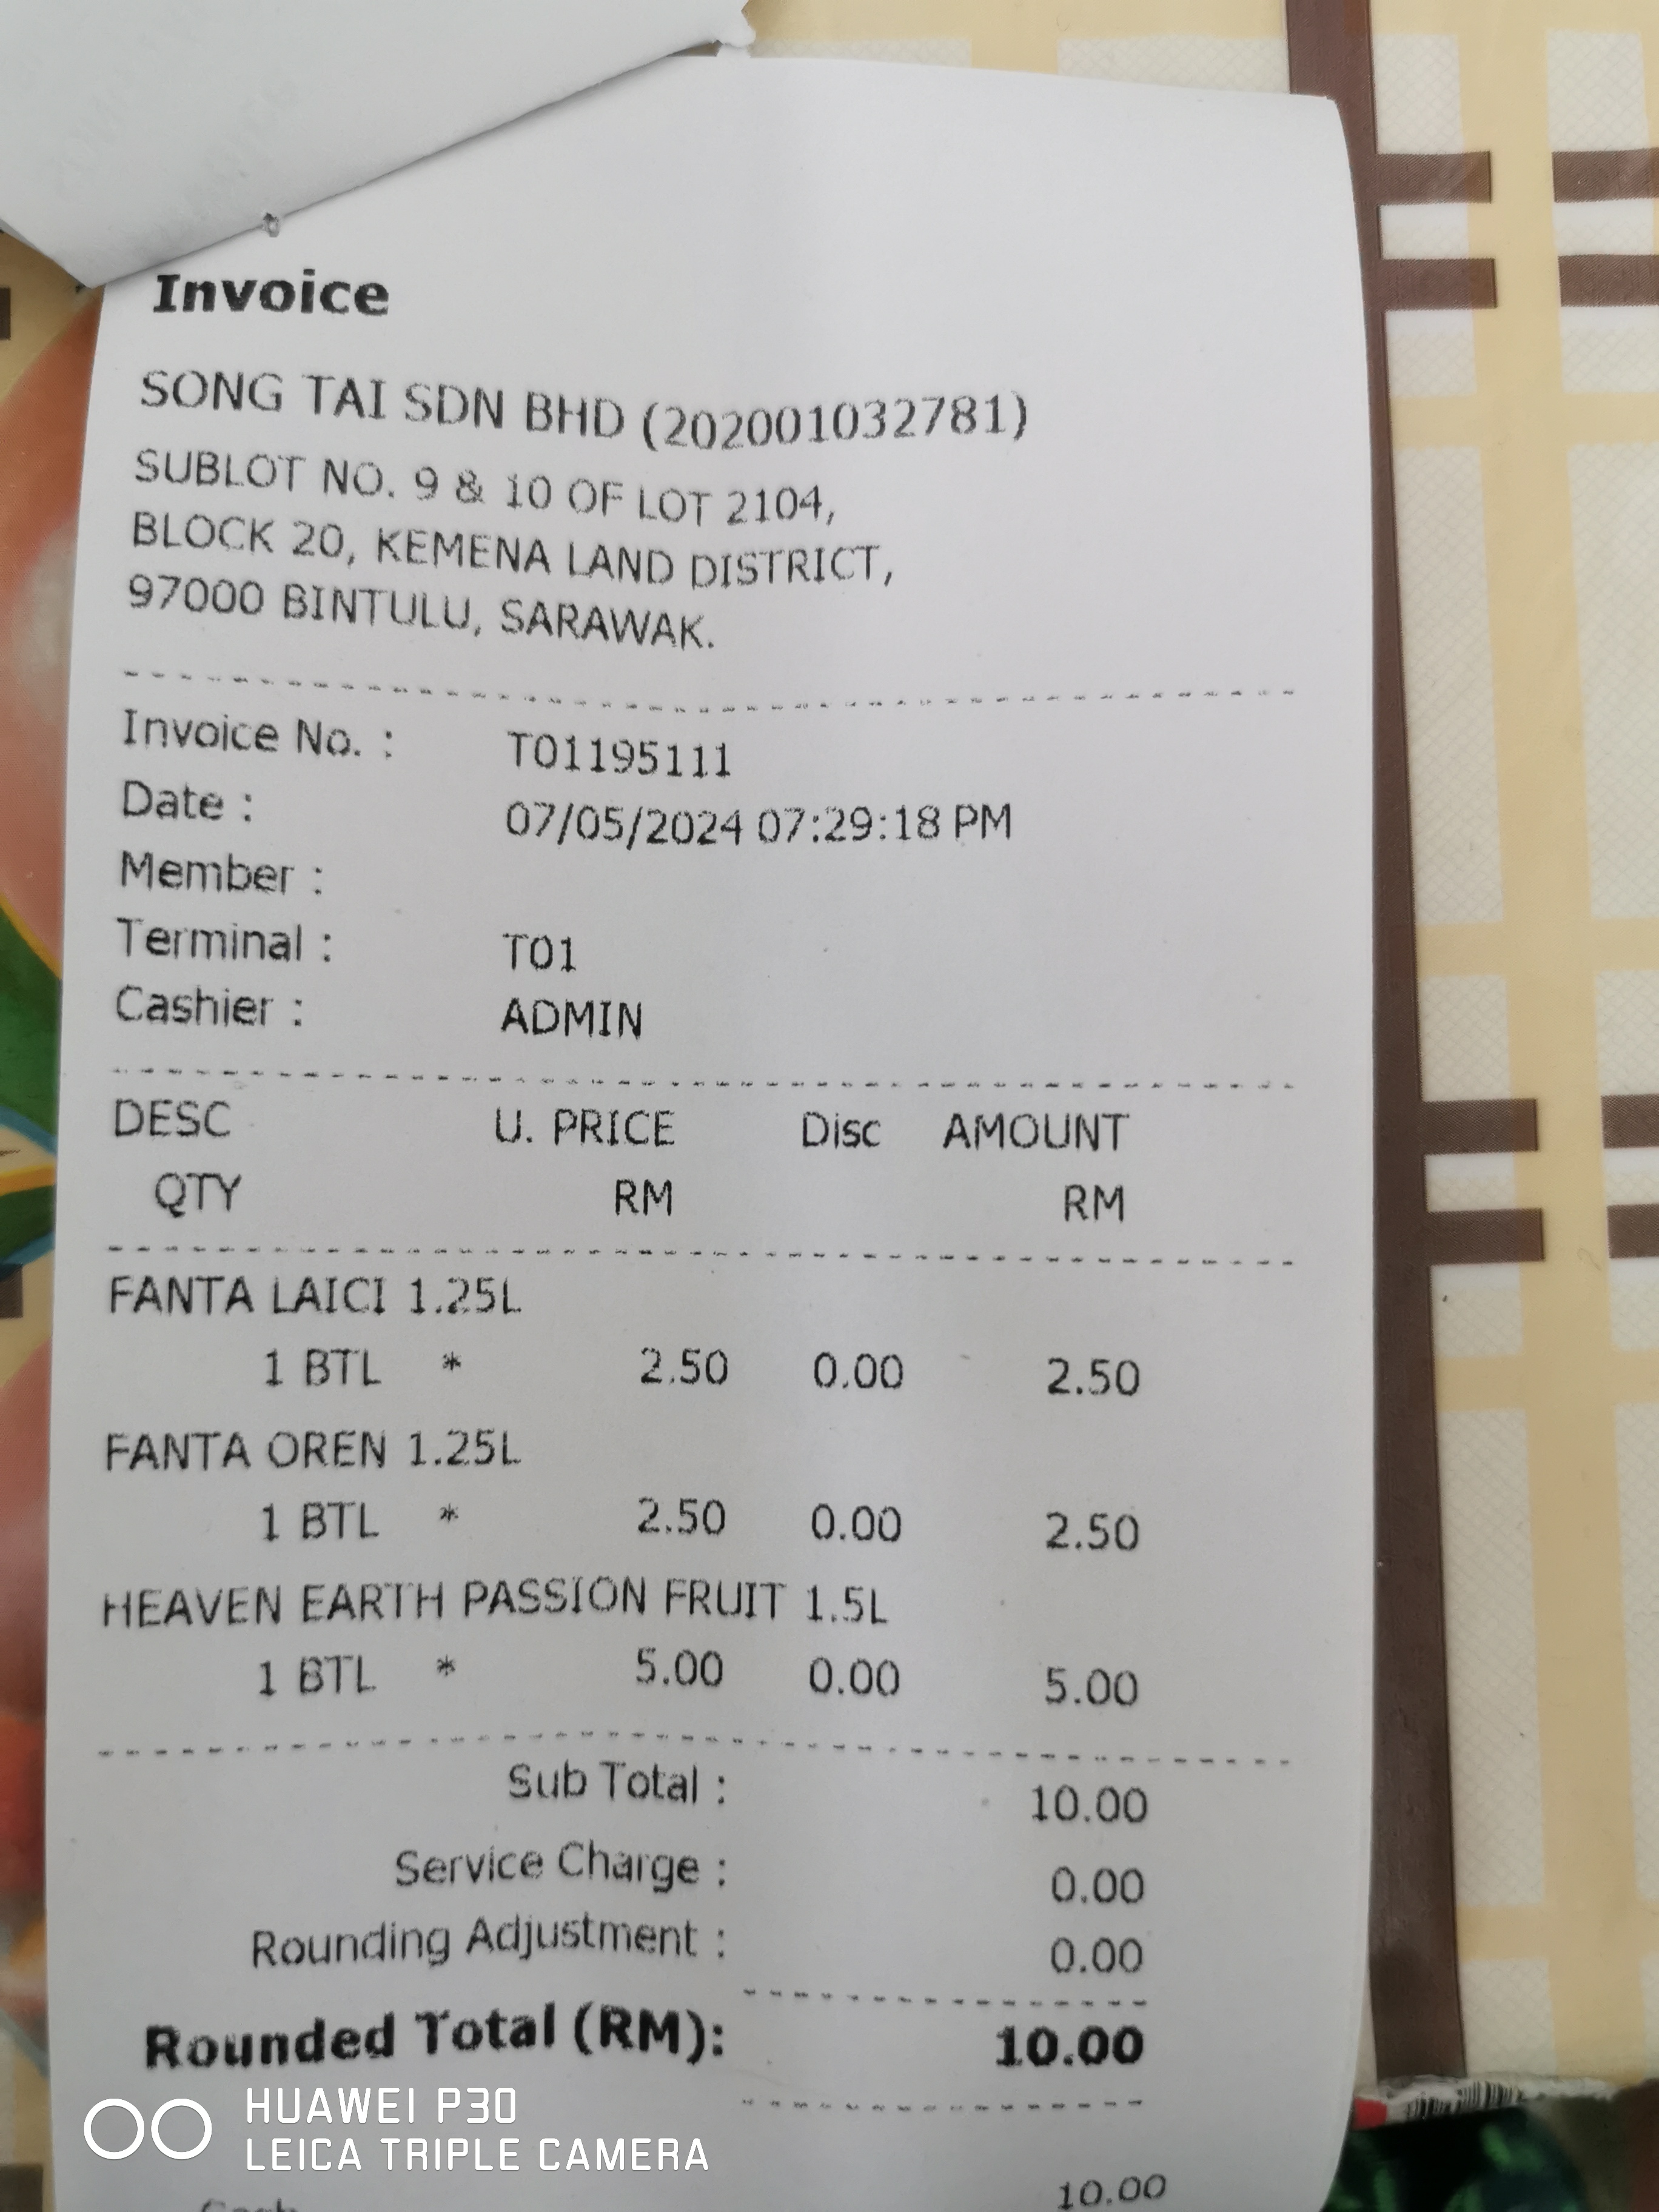 Invoice
SONG TAI SDN BHD (202001032781)
SUBLOT NO. 9 & 10 OF LOT 2104,
BLOCK 20, KEMENA LAND DISTRICT,
97000 BINTULU, SARAWAK.
Invoice No. : T01195111
Date : 07/05/2024 07:29:18 PM
Member :
Terminal : T01
Cashier : ADMIN
DESC U. PRICE Disc AMOUNT
QTY RM RM
FANTA LAICI 1.25L
1 BTL * 2.50 0.00 2.50
FANTA OREN 1.25L
1 BTL * 2.50 0.00 2.50
HEAVEN EARTH PASSION FRUIT 1.5L
1 BTL * 5.00 0.00 5.00
Sub Total : 10.00
Service Charge : 0.00
Rounding Adjustment : 0.00
Rounded Total (RM): 10.00
HUAWEI P30
LEICA TRIPLE CAMERA
Cash 10.00